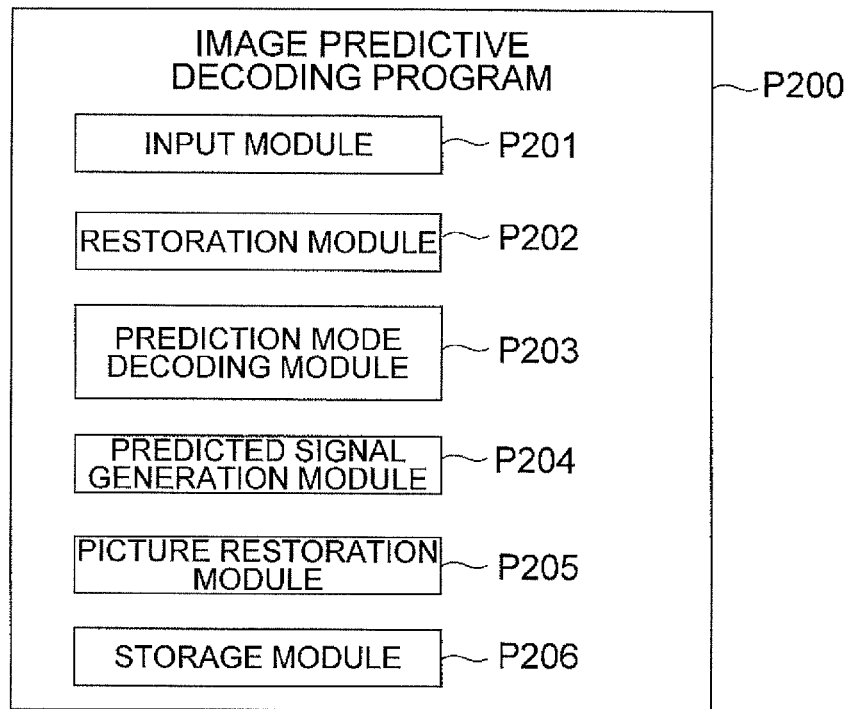 IMAGE PREDICTIVE
DECODING PROGRAM
P200
INPUT MODULE
P201
RESTORATION MODULE
P202
PREDICTION MODE
DECODING MODULE
P203
PREDICTED SIGNAL
GENERATION MODULE
P204
PICTURE RESTORATION
MODULE
P205
STORAGE MODULE
P206